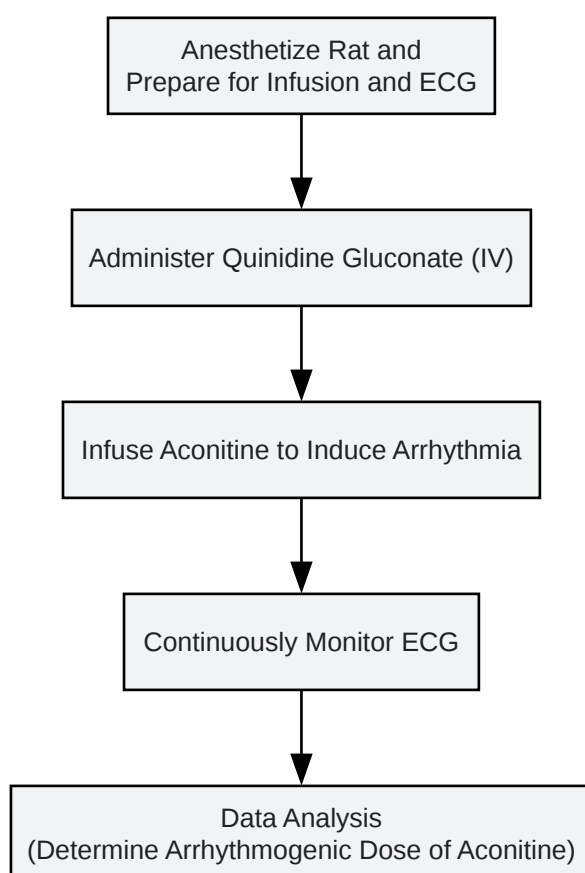 Anesthetize Rat and
Prepare for Infusion and ECG
Administer Quinidine Gluconate (IV)
Infuse Aconitine to Induce Arrhythmia
Continuously Monitor ECG
Data Analysis
(Determine Arrhythmogenic Dose of Aconitine)